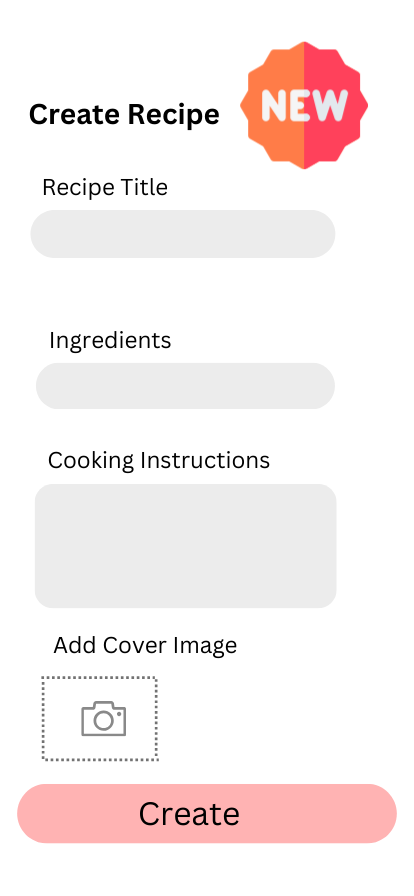 Create Recipe
NEW
Recipe Title
Ingredients
Cooking Instructions
Add Cover Image
Create